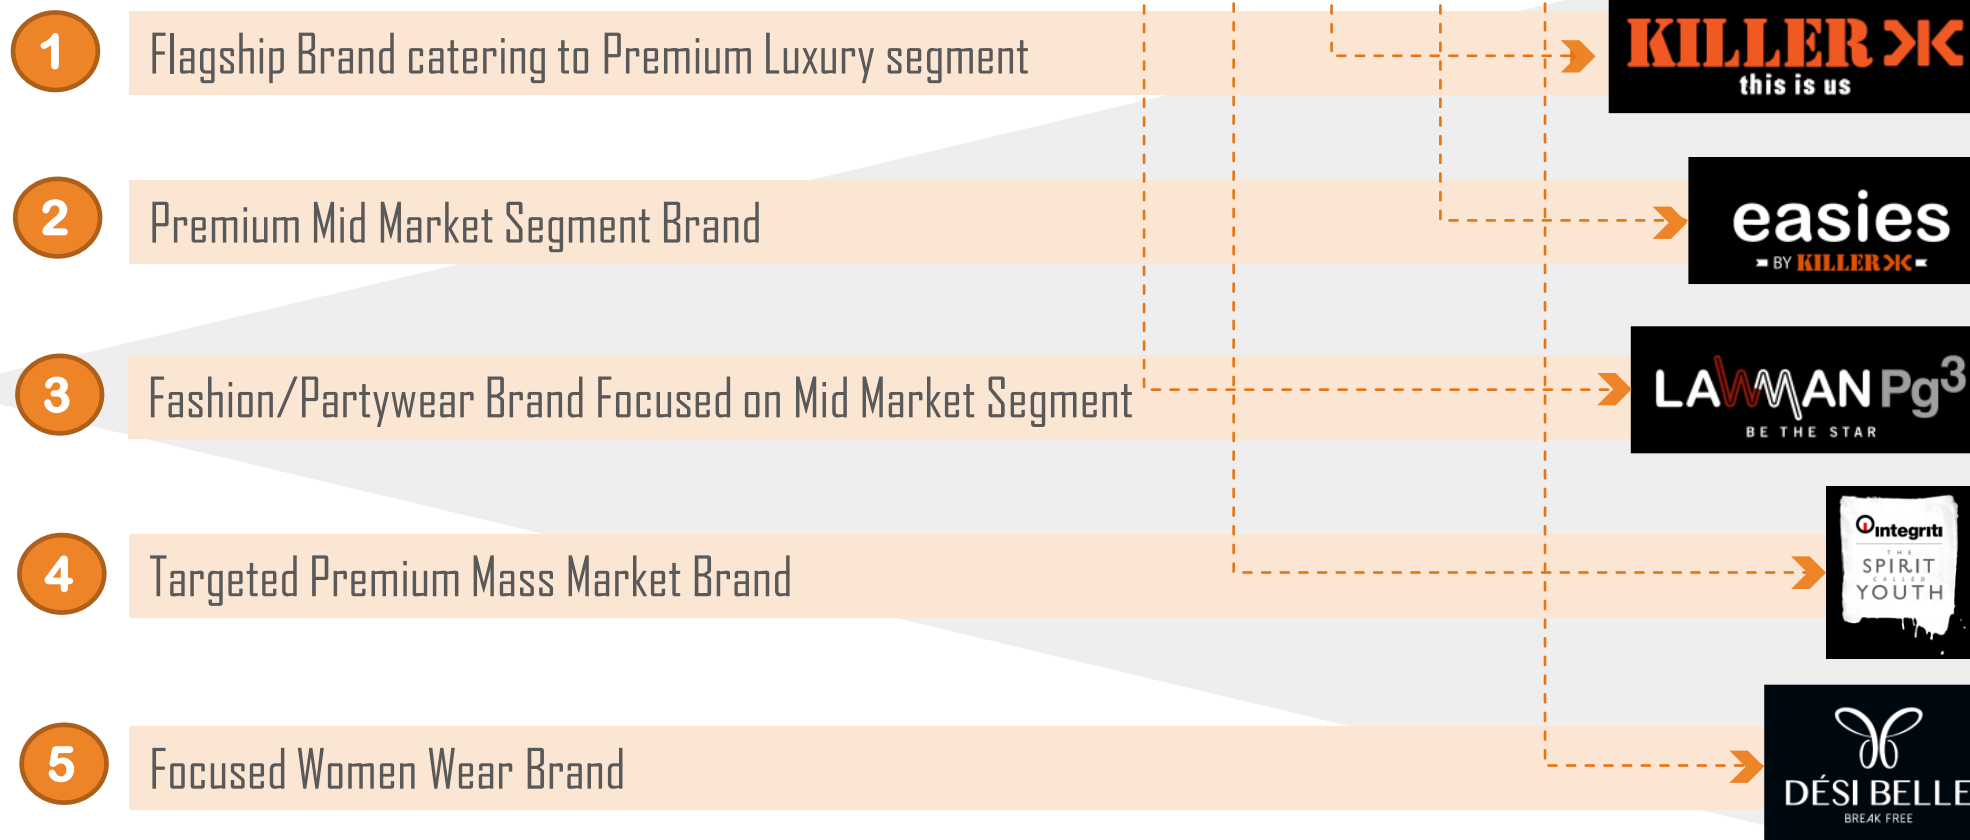 1
Flagship Brand catering to Premium Luxury segment
KILLER
this is us
2
Premium Mid Market Segment Brand
easies
BY KILLER
3
Fashion/Partywear Brand Focused on Mid Market Segment
LAWMAN Pg3
BE THE STAR
4
Targeted Premium Mass Market Brand
integriti
THE
SPIRIT
CALLED
YOUTH
5
Focused Women Wear Brand
DÉSI BELLE
BREAK FREE